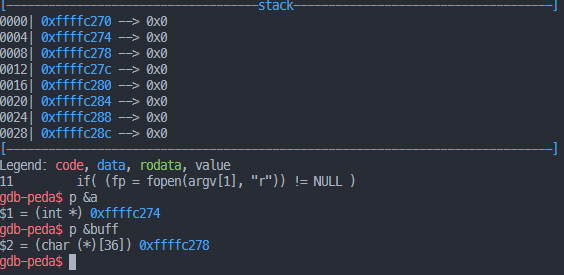 [------------------------------------stack-------------------------------------]
0000| 0xffffc270 --> 0x0
0004| 0xffffc274 --> 0x0
0008| 0xffffc278 --> 0x0
0012| 0xffffc27c --> 0x0
0016| 0xffffc280 --> 0x0
0020| 0xffffc284 --> 0x0
0024| 0xffffc288 --> 0x0
0028| 0xffffc28c --> 0x0
[------------------------------------------------------------------------------]
Legend: code, data, rodata, value
11 if( (fp = fopen(argv[1], "r")) != NULL )
gdb-peda$ p &a
$1 = (int *) 0xffffc274
gdb-peda$ p &buff
$2 = (char (*)[36]) 0xffffc278
gdb-peda$